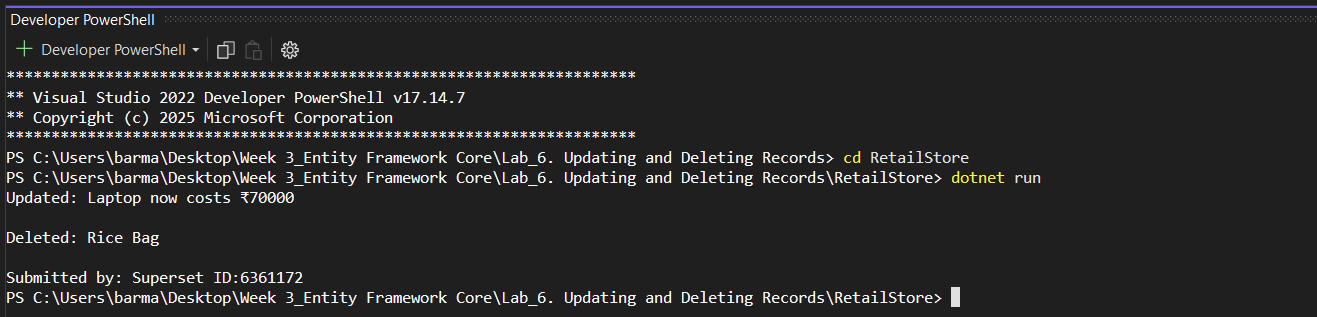 Developer PowerShell
Developer PowerShell
**********************************************************************
** Visual Studio 2022 Developer PowerShell v17.14.7
** Copyright (c) 2025 Microsoft Corporation
**********************************************************************
PS C:\Users\barma\Desktop\Week 3_Entity Framework Core\Lab_6. Updating and Deleting Records> cd RetailStore
PS C:\Users\barma\Desktop\Week 3_Entity Framework Core\Lab_6. Updating and Deleting Records\RetailStore> dotnet run
Updated: Laptop now costs ₹70000
Deleted: Rice Bag
Submitted by: Superset ID:6361172
PS C:\Users\barma\Desktop\Week 3_Entity Framework Core\Lab_6. Updating and Deleting Records\RetailStore>